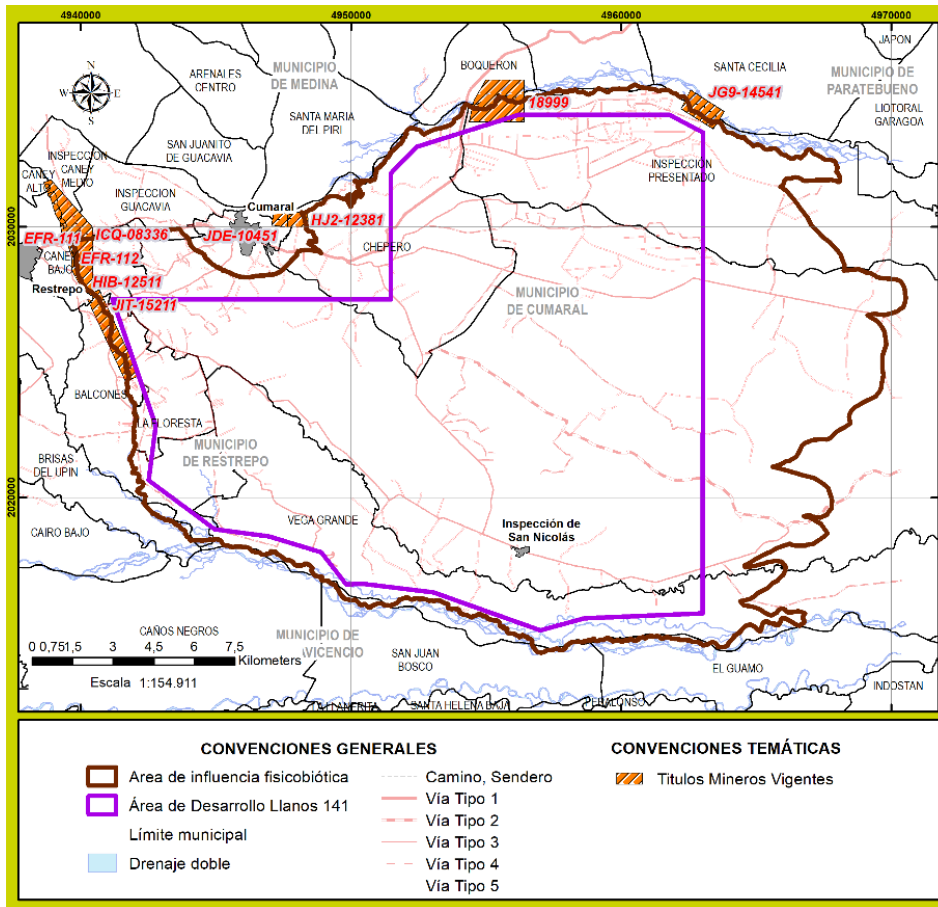 4940000
4950000
4960000
4970000
N
W
E
S
MUNICIPIO
DE MEDINA
ARENALES
CENTRO
BOQUERON
SANTA CECILIA
JAPON
MUNICIPIO DE
PARATEBUENO
LIOTORAL
GARAGOA
18999
JG9-14541
SANTA MARIA
DEL PIRI
SAN JUANITO
DE GUACAVIA
INSPECCION
CANEY
MEDIO
CANEY
ALTO
INSPECCION
GUACAVIA
INSPECCION
PRESENTADO
Cumaral
HJ2-12381
JDE-10451
ICQ-08336
EFR-111
EFR-112
CANEY
BAJO
HIB-12511
Restrepo
JIT-15211
CHEPERO
MUNICIPIO
DE CUMARAL
2030000
2030000
BALCONES
LA FLORESTA
MUNICIPIO
DE RESTREPO
BRISAS
DEL UPIN
VEGA GRANDE
Inspección de
San Nicolás
2020000
2020000
CAIRO BAJO
CAÑOS NEGROS
MUNICIPIO DE
VICENCIO
SAN JUAN
BOSCO
EL GUAMO
INDOSTAN
SANTA HELENA BAJA
PERALONSO
0 0,751,5 3 4,5 6 7,5
Kilometers
Escala 1:154.911
CONVENCIONES GENERALES
Area de influencia fisicobiótica
Área de Desarrollo Llanos 141
Límite municipal
Drenaje doble
Camino, Sendero
Vía Tipo 1
Vía Tipo 2
Vía Tipo 3
Vía Tipo 4
Vía Tipo 5
CONVENCIONES TEMÁTICAS
Titulos Mineros Vigentes